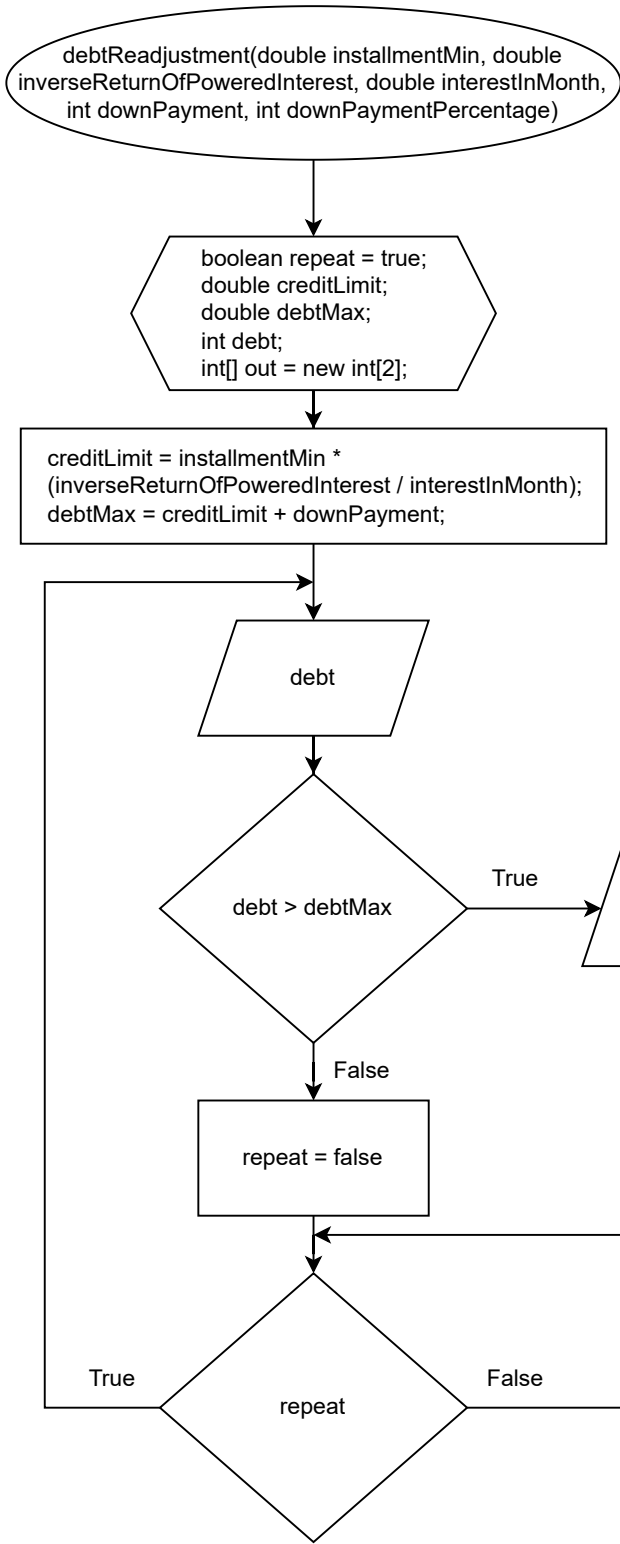 debtReadjustment(double installmentMin, double
inverseReturnOfPoweredInterest, double interestInMonth,
int downPayment, int downPaymentPercentage)
boolean repeat = true;
double creditLimit;
double debtMax;
int debt;
int[] out = new int[2];
creditLimit = installmentMin *
(inverseReturnOfPoweredInterest / interestInMonth);
debtMax = creditLimit + downPayment;
debt
debt > debtMax
True
False
repeat = false
True
repeat
False